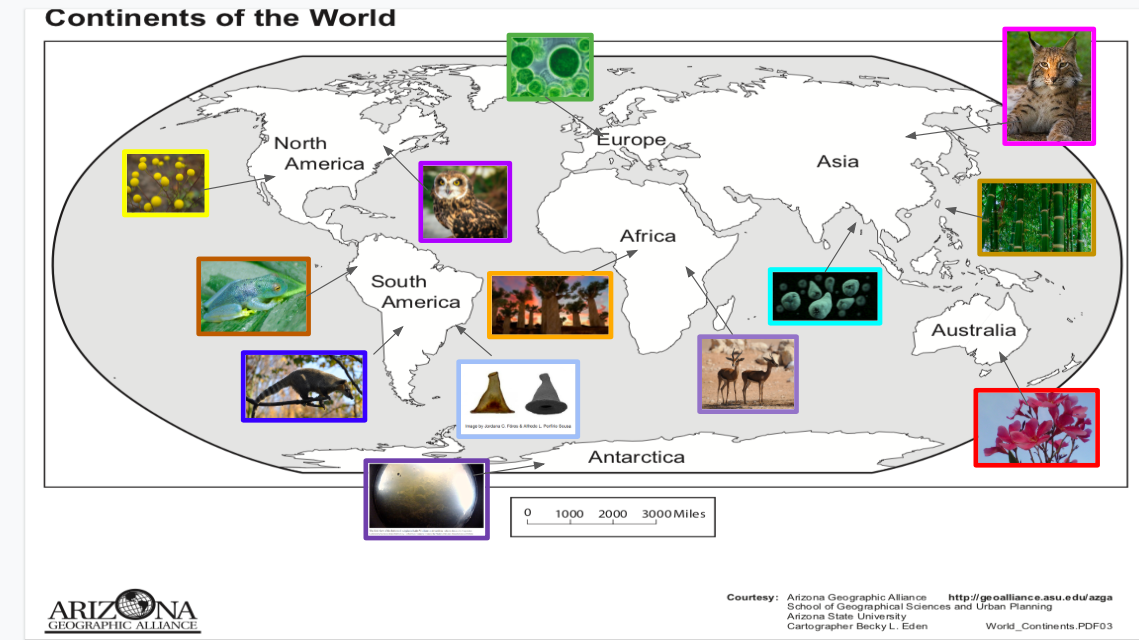 Continents of the World
North
America
Europe
Asia
Africa
South
America
Australia
Image by Jordana C. Féres & Alfredo L. Porfírio Sousa
Antarctica
0 1000 2000 3000 Miles
ARIZONA
GEOGRAPHIC ALLIANCE
Courtesy: Arizona Geographic Alliance http://geoalliance.asu.edu/azga
School of Geographical Sciences and Urban Planning
Arizona State University
Cartographer Becky L. Eden World_Continents.PDF03